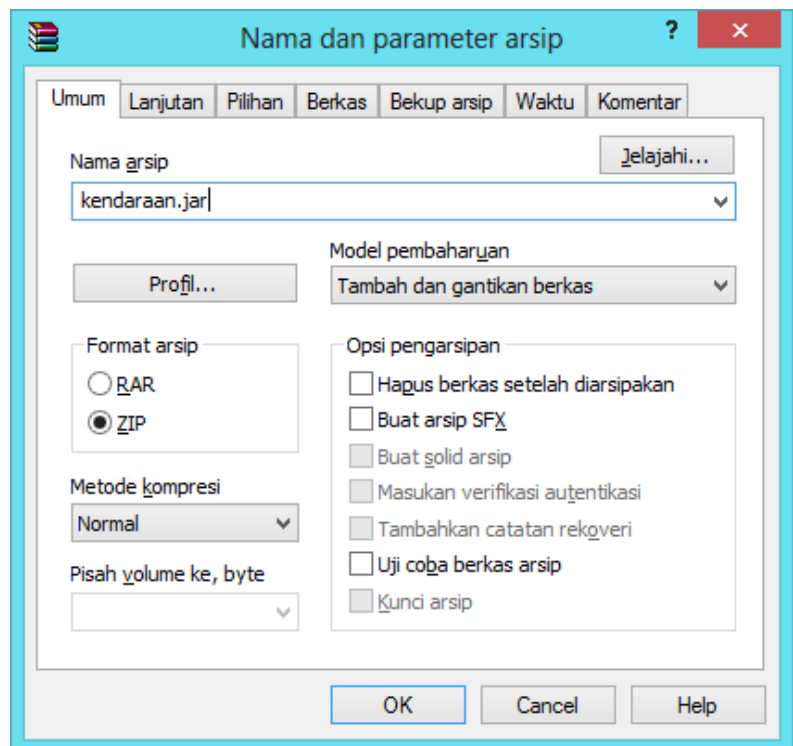 Nama dan parameter arsip ?
Umum Lanjutan Pilihan Berkas Bekup arsip Waktu Komentar
Nama arsip
Jelajahi...
kendaraan.jar
Profil...
Model pembaharuan
Tambah dan gantikan berkas
Format arsip
RAR
ZIP
Metode kompresi
Normal
Pisah volume ke, byte
Opsi pengarsipan
Hapus berkas setelah diarsipakan
Buat arsip SFX
Buat solid arsip
Masukan verifikasi autentikasi
Tambahkan catatan rekoveri
Uji coba berkas arsip
Kunci arsip
OK Cancel Help